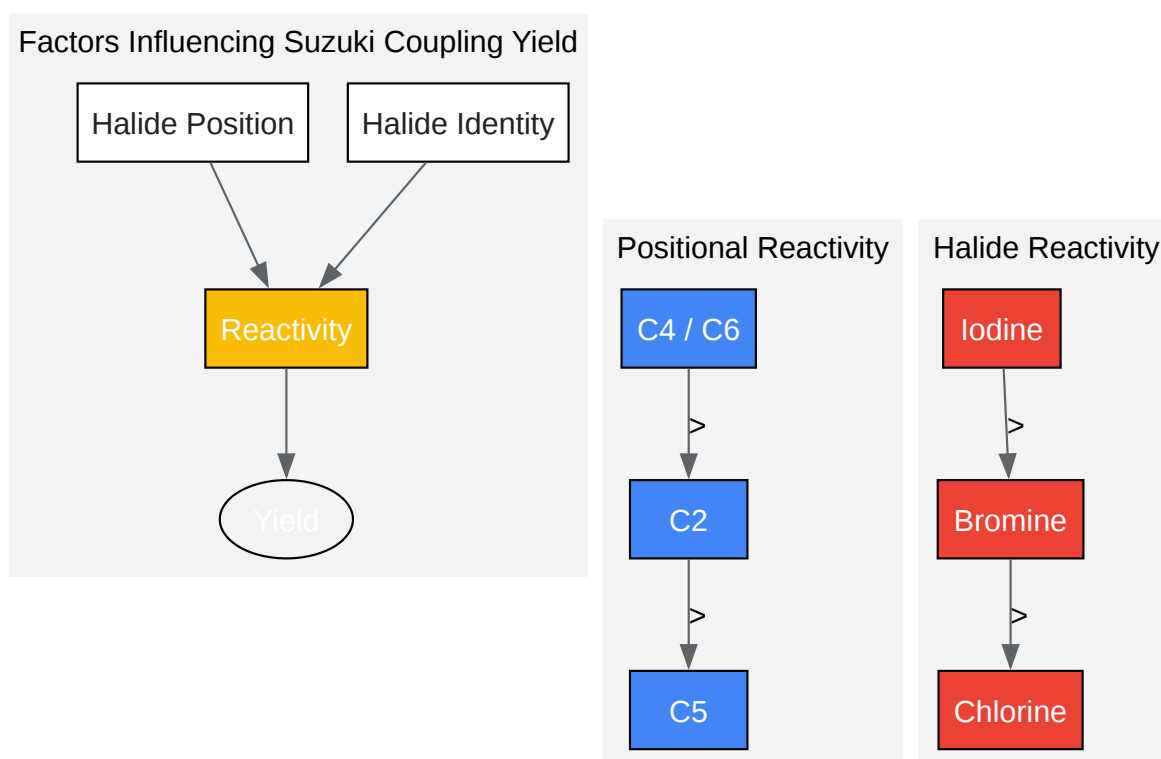 Factors Influencing Suzuki Coupling Yield
Halide Position
Halide Identity
Reactivity
Yield
Positional Reactivity
C4 / C6
>
C2
>
C5
Halide Reactivity
Iodine
>
Bromine
>
Chlorine